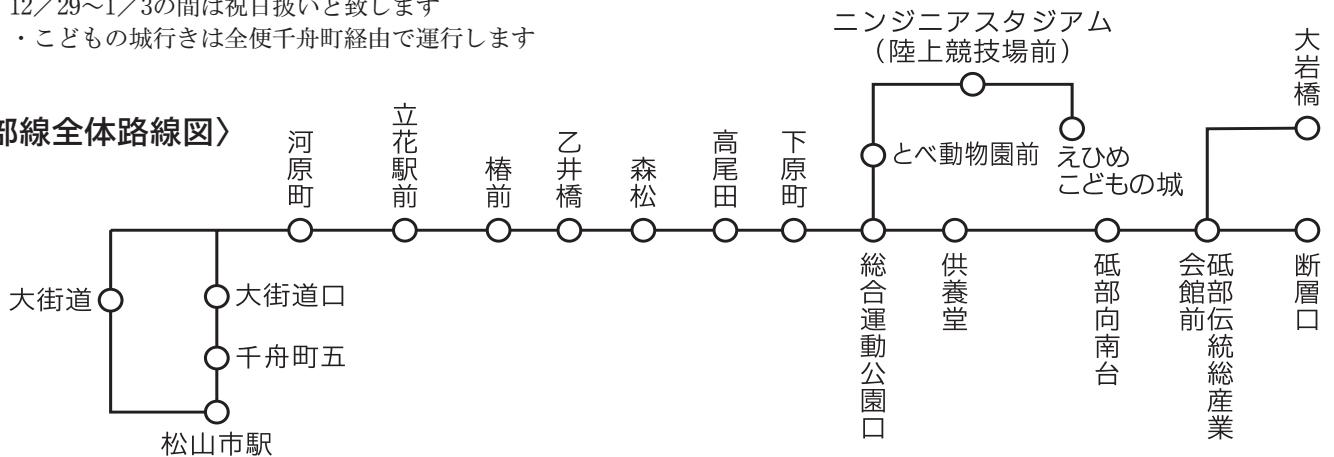 12／29～1／3の間は祝日扱いと致します
・こどもの城行きは全便千舟町経由で運行します
部線全体路線図〉
ニンジニアスタジアム
（陸上競技場前）
大岩橋
河原町
立花駅前
椿前
乙井橋
森松
高尾田
下原町
とべ動物園前
えひめ
こどもの城
大街道
大街道口
千舟町五
松山市駅
総合運動公園口
供養堂
砥部向南台
砥部伝統総産業
会館前
断層口